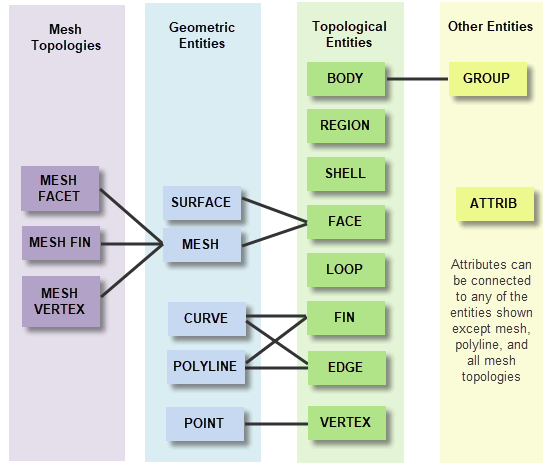 Mesh
Topologies
MESH
FACET
MESH FIN
MESH
VERTEX
Geometric
Entities
SURFACE
MESH
CURVE
POLYLINE
POINT
Topological
Entities
BODY
REGION
SHELL
FACE
LOOP
FIN
EDGE
VERTEX
Other Entities
GROUP
ATTRIB
Attributes can
be connected
to any of the
entities shown
except mesh,
polyline, and
all mesh
topologies